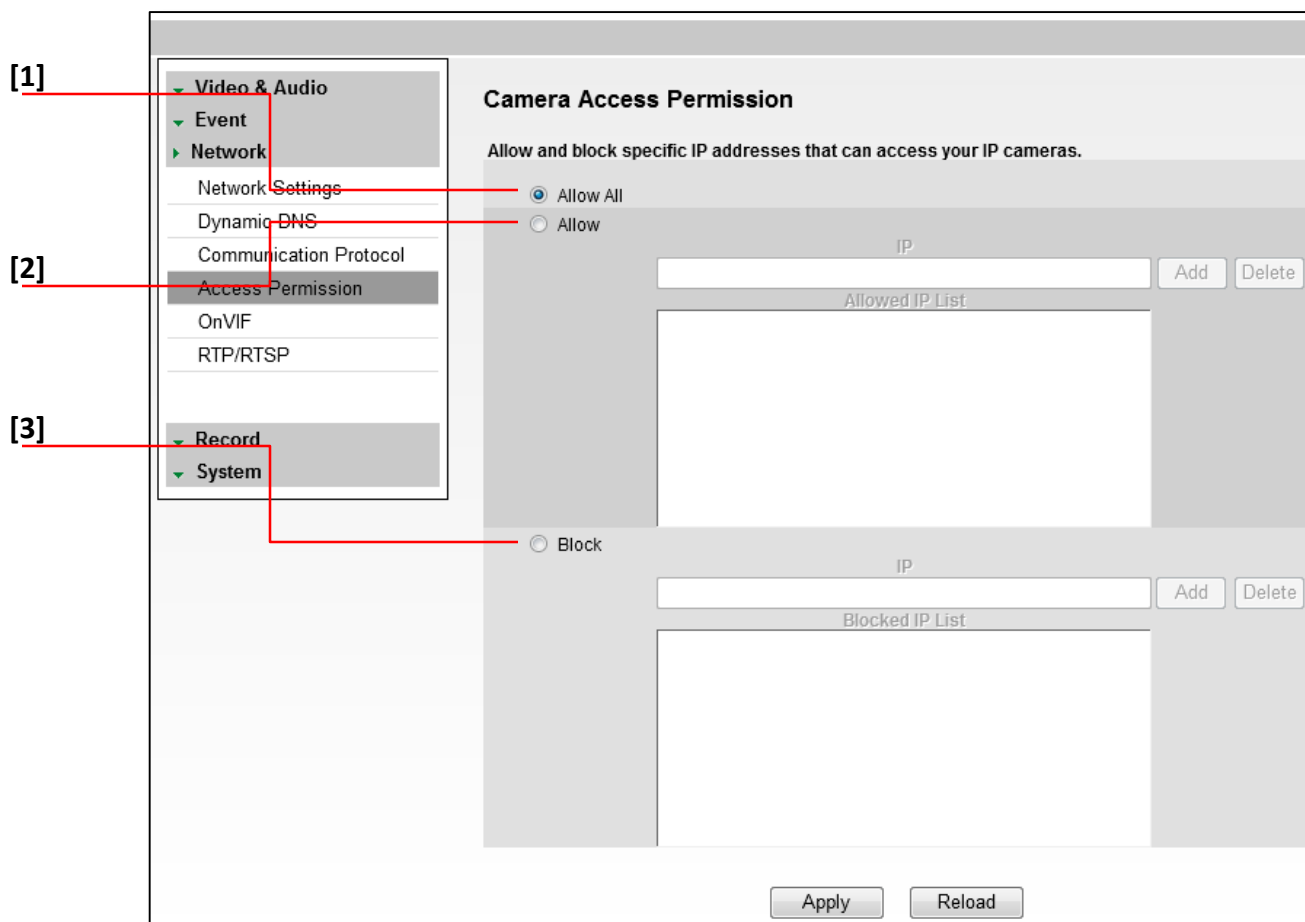 [1]
Video & Audio
Event
Network
Network Settings
Dynamic DNS
Communication Protocol
[2]
Access Permission
OnVIF
RTP/RTSP
[3]
Record
System
Camera Access Permission
Allow and block specific IP addresses that can access your IP cameras.
Allow All
Allow
IP
Add Delete
Allowed IP List
Block
IP
Add Delete
Blocked IP List
Apply Reload